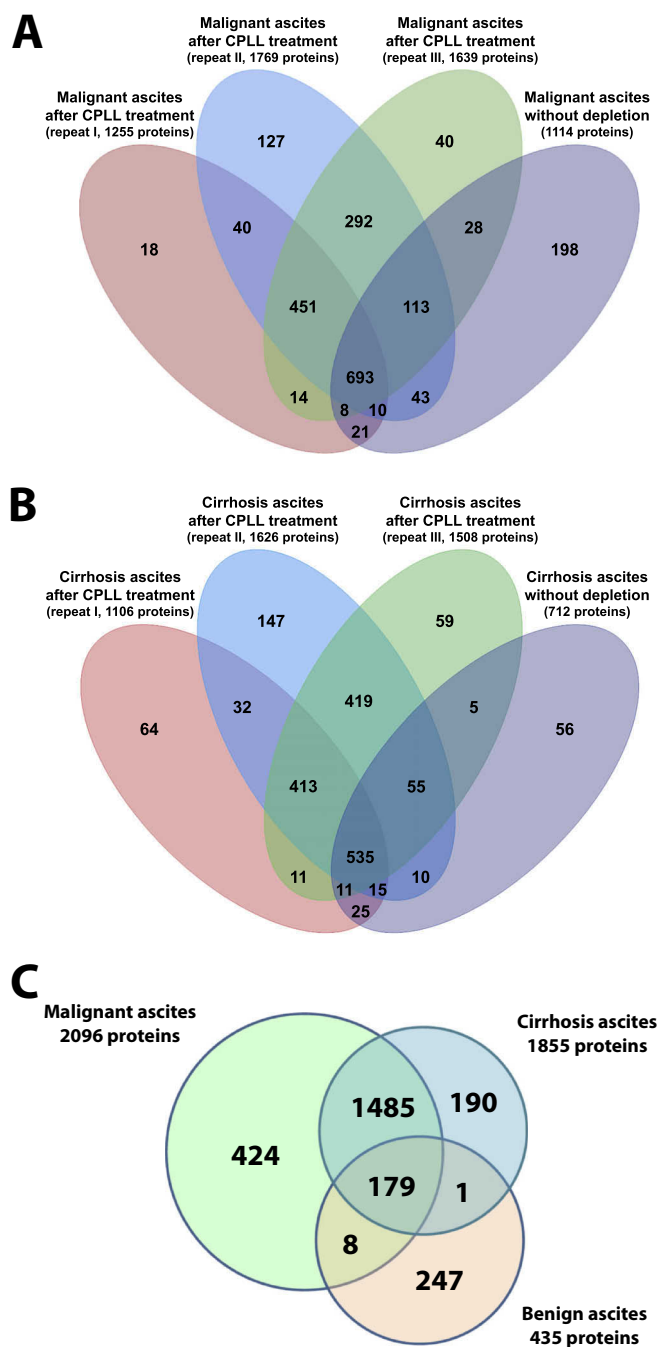 A
Malignant ascites
after CPLL treatment
(repeat II, 1769 proteins)
Malignant ascites
after CPLL treatment
(repeat III, 1639 proteins)
Malignant ascites
after CPLL treatment
(repeat I, 1255 proteins)
Malignant ascites
without depletion
(1114 proteins)
127
40
40
292
28
18
198
451
113
693
14
8
10
43
21
B
Cirrhosis ascites
after CPLL treatment
(repeat II, 1626 proteins)
Cirrhosis ascites
after CPLL treatment
(repeat III, 1508 proteins)
Cirrhosis ascites
after CPLL treatment
(repeat I, 1106 proteins)
Cirrhosis ascites
without depletion
(712 proteins)
147
59
32
419
5
64
56
413
55
535
11
11
15
10
25
C
Malignant ascites
2096 proteins
Cirrhosis ascites
1855 proteins
1485
190
424
179
1
8
247
Benign ascites
435 proteins